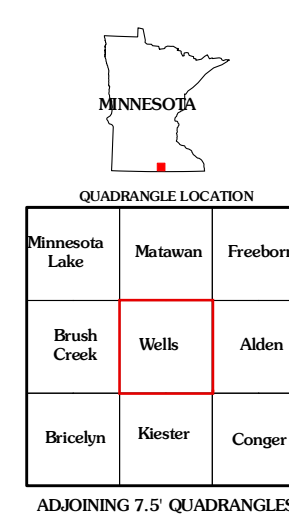 MINNESOTA
QUADRANGLE LOCATION
Minnesota Lake
Matawan
Freeborn
Brush Creek
Wells
Alden
Bricelyn
Kiester
Conger
ADJOINING 7.5' QUADRANGLES